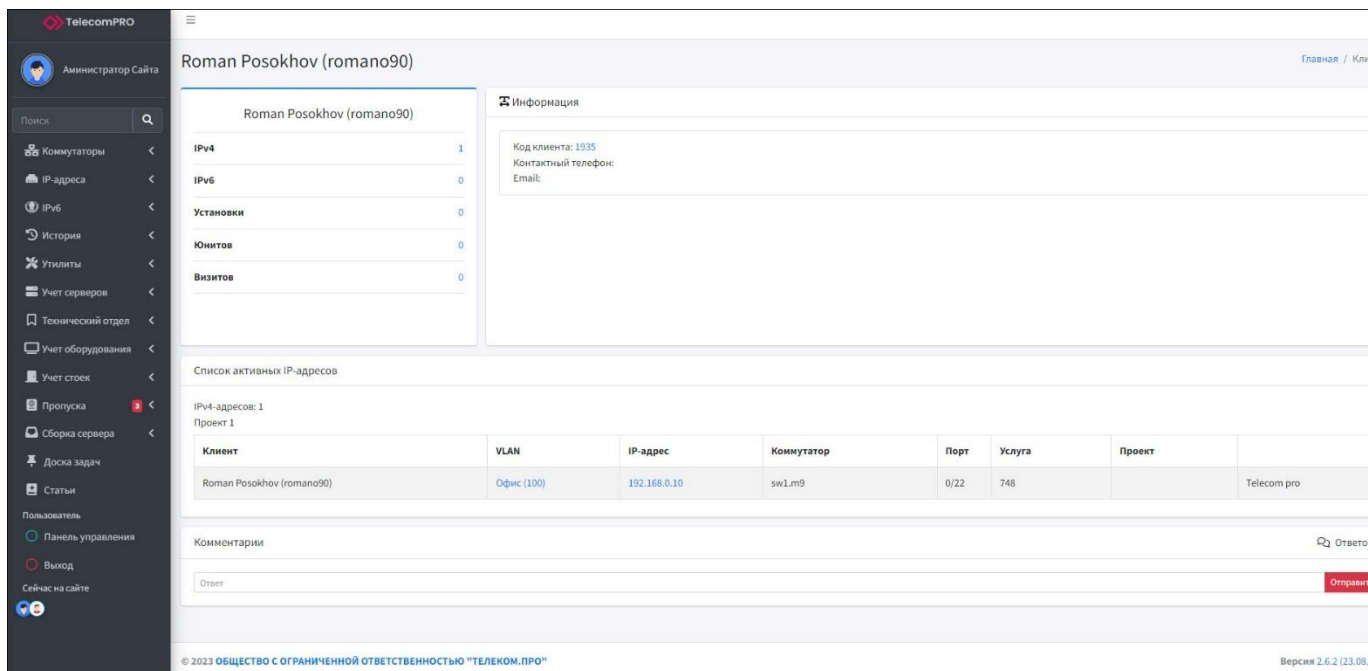 TelecomPRO
Аминистратор Сайта
Поиск
Коммутаторы
IP-адреса
IPv6
История
Утилиты
Учет серверов
Технический отдел
Учет оборудования
Учет стоек
Пропуска 3
Сборка сервера
Доска задач
Статьи
Пользователь
Панель управления
Выход
Сейчас на сайте
Roman Posokhov (romano90)
Главная / Кли
Roman Posokhov (romano90)
IPv4 1
IPv6 0
Установки 0
Юнитов 0
Визитов 0
Информация
Код клиента: 1935
Контактный телефон:
Email:
Список активных IP-адресов
IPv4-адресов: 1
Проект 1
Клиент VLAN IP-адрес Коммутатор Порт Услуга Проект
Roman Posokhov (romano90) Офис (100) 192.168.0.10 sw1.m9 0/22 748 Telecom pro
Комментарии
Ответо
Ответ
Отправит
© 2023 ОБЩЕСТВО С ОГРАНИЧЕННОЙ ОТВЕТСТВЕННОСТЬЮ "ТЕЛЕКОМ.ПРО"
Версия 2.6.2 (23.08.